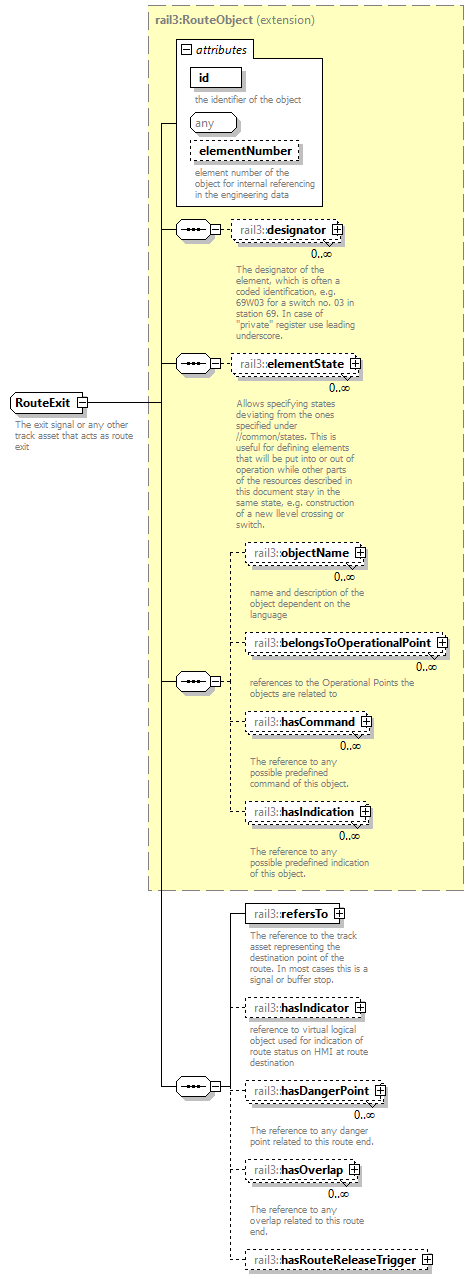 rail3:RouteObject (extension)
attributes
id
the identifier of the object
any
elementNumber
element number of the
object for internal referencing
in the engineering data
rail3::designator
0..∞
The designator of the
element, which is often a
coded identification, e.g.
69W03 for a switch no. 03 in
station 69. In case of
"private" register use leading
underscore.
rail3::elementState
0..∞
RouteExit
The exit signal or any other
track asset that acts as route
exit
Allows specifying states
deviating from the ones
specified under
//common/states. This is
useful for defining elements
that will be put into or out of
operation while other parts
of the resources described in
this document stay in the
same state, e.g. construction
of a new llevel crossing or
switch.
rail3::objectName
0..∞
name and description of the
object dependent on the
language
rail3::belongsToOperationalPoint
0..∞
references to the Operational Points the
objects are related to
rail3::hasCommand
0..∞
The reference to any
possible predefined
command of this object.
rail3::hasIndication
0..∞
The reference to any
possible predefined indication
of this object.
rail3::refersTo
The reference to the track
asset representing the
destination point of the
route. In most cases this is a
signal or buffer stop.
rail3::hasIndicator
reference to virtual logical
object used for indication of
route status on HMI at route
destination
rail3::hasDangerPoint
0..∞
The reference to any danger
point related to this route end.
rail3::hasOverlap
0..∞
The reference to any
overlap related to this route
end.
rail3::hasRouteReleaseTrigger